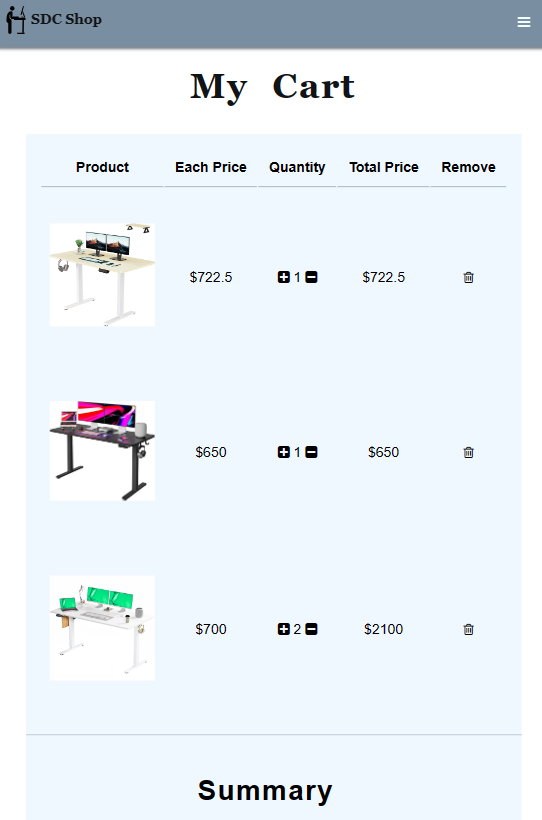 SDC Shop
My Cart
Product Each Price Quantity Total Price Remove
$722.5 1 $722.5
$650 1 $650
$700 2 $2100
Summary